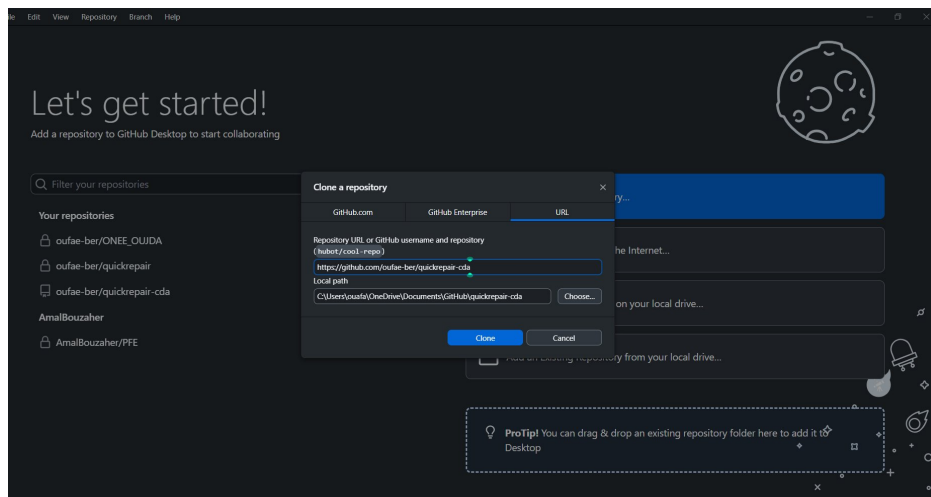 File Edit View Repository Branch Help
Let's get started!
Add a repository to GitHub Desktop to start collaborating
Filter your repositories
Your repositories
oufae-ber/ONEE_OUJDA
oufae-ber/quickrepair
oufae-ber/quickrepair-cda
AmalBouzaher
AmalBouzaher/PFE
Clone a repository
GitHub.com GitHub Enterprise URL
Repository URL or GitHub username and repository
(hubot/cool-repo)
https://github.com/oufae-ber/quickrepair-cda
Local path
C:\Users\ouafa\OneDrive\Documents\GitHub\quickrepair-cda Choose...
Clone Cancel
ry...
he Internet...
on your local drive...
Add an Existing Repository from your local drive...
ProTip! You can drag & drop an existing repository folder here to add it to
Desktop